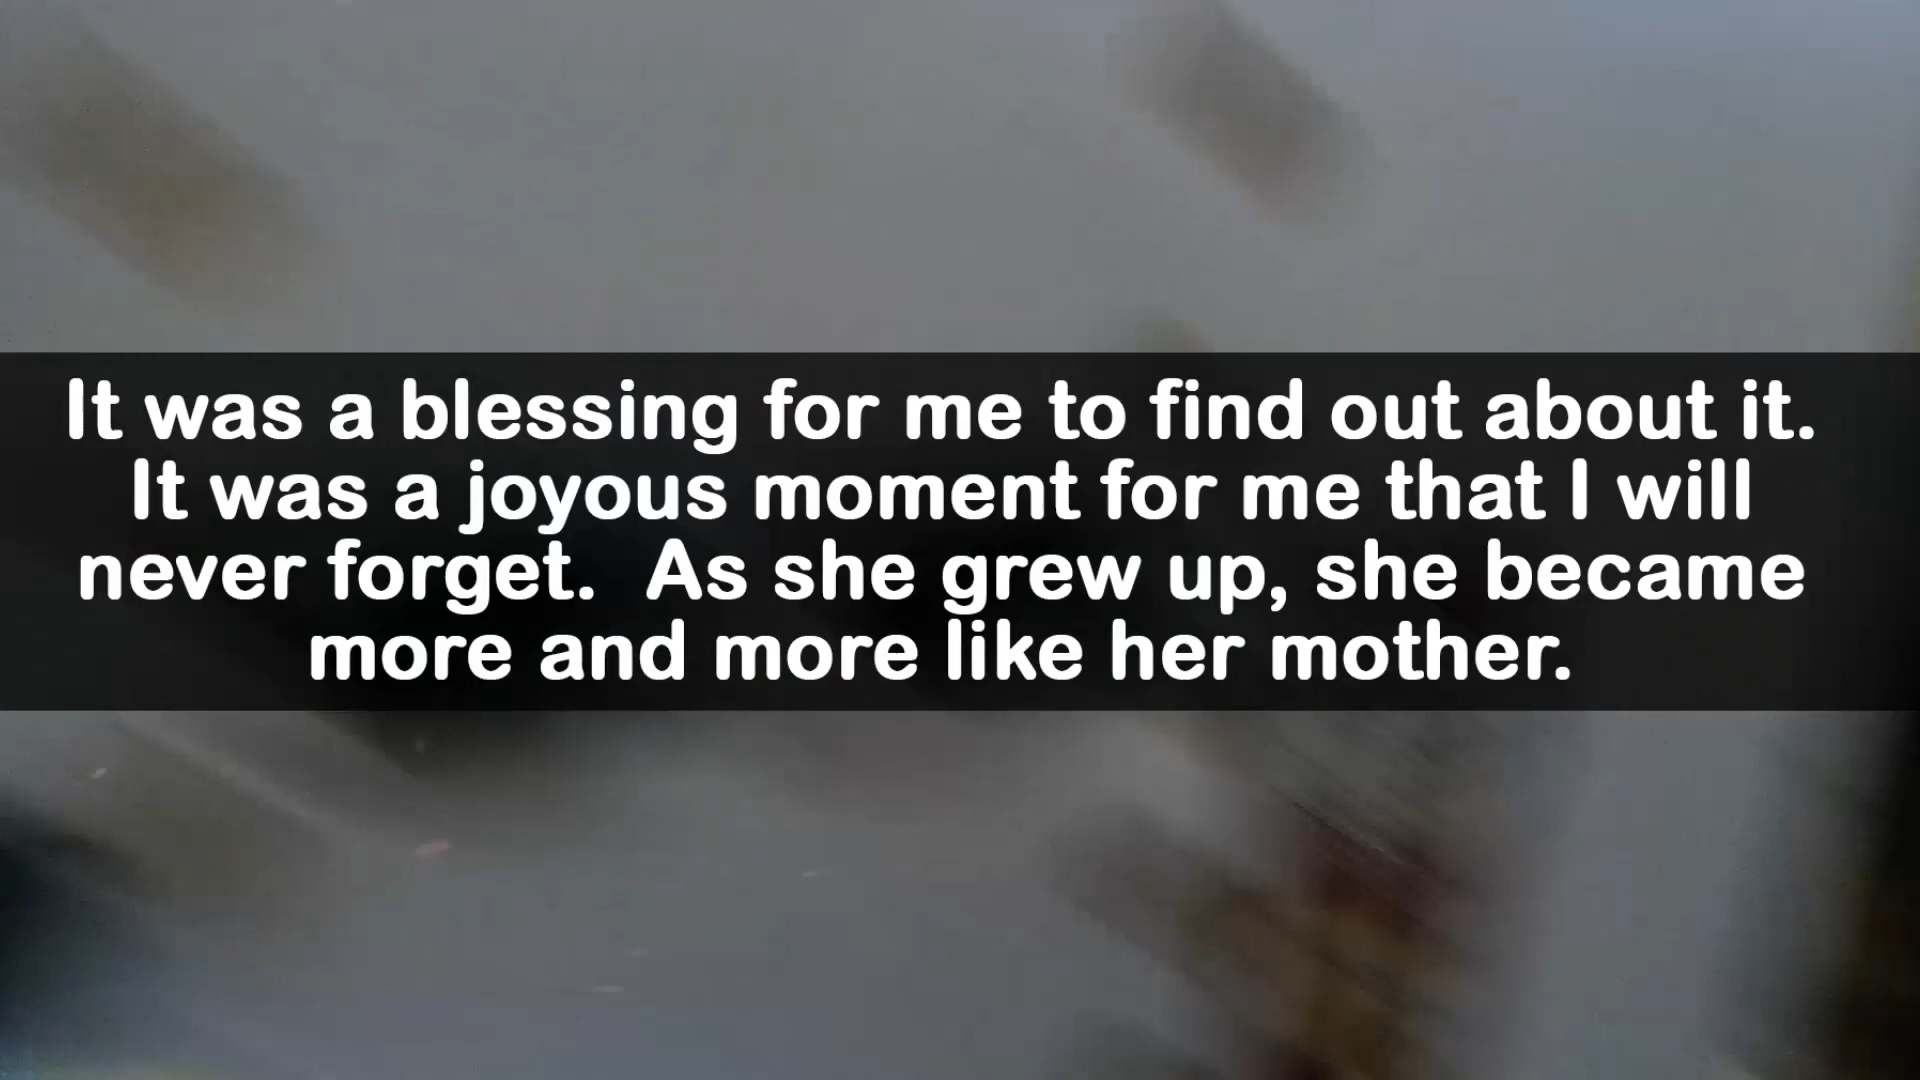 It was a blessing for me to find out about it.
It was a joyous moment for me that I will
never forget.  As she grew up, she became
more and more like her mother.